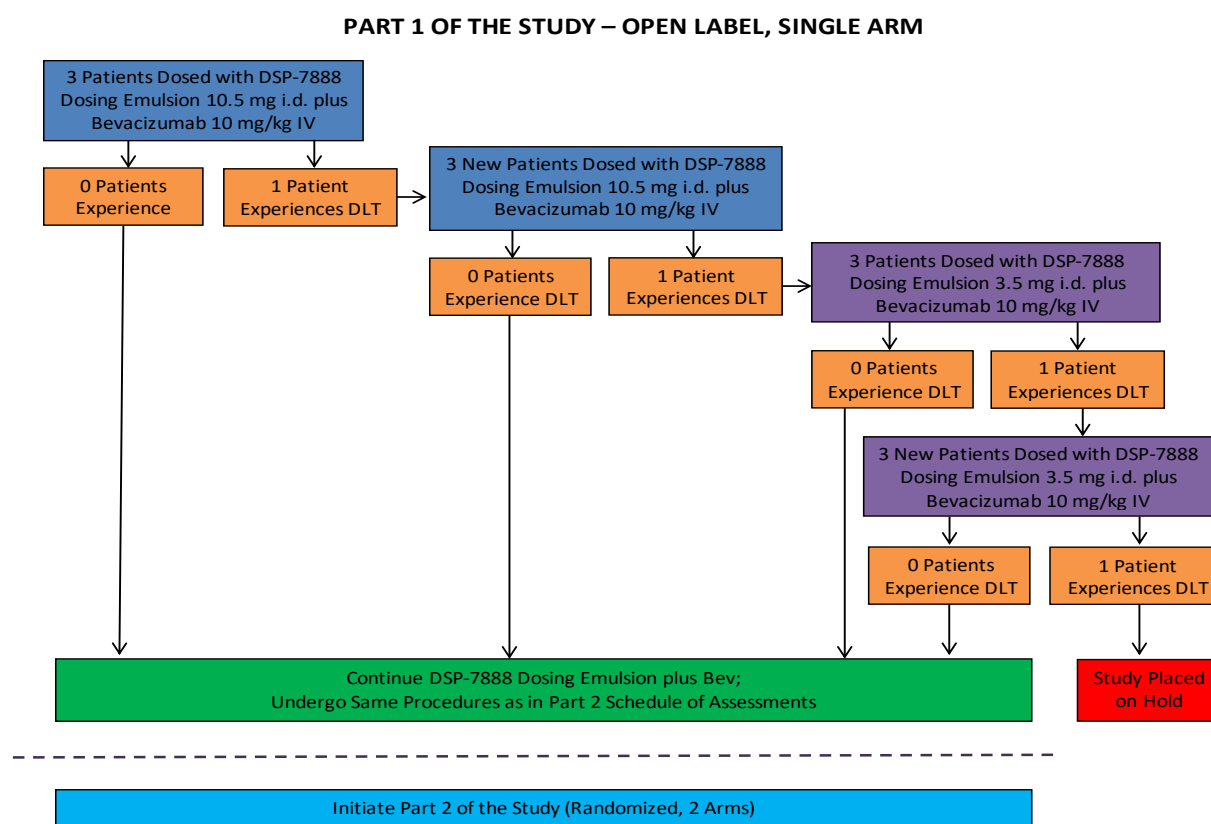 PART 1 OF THE STUDY – OPEN LABEL, SINGLE ARM
3 Patients Dosed with DSP-7888
Dosing Emulsion 10.5 mg i.d. plus
Bevacizumab 10 mg/kg IV
0 Patients
Experience
1 Patient
Experiences DLT
3 New Patients Dosed with DSP-7888
Dosing Emulsion 10.5 mg i.d. plus
Bevacizumab 10 mg/kg IV
0 Patients
Experience DLT
1 Patient
Experiences DLT
3 Patients Dosed with DSP-7888
Dosing Emulsion 3.5 mg i.d. plus
Bevacizumab 10 mg/kg IV
0 Patients
Experience DLT
1 Patient
Experiences DLT
3 New Patients Dosed with DSP-7888
Dosing Emulsion 3.5 mg i.d. plus
Bevacizumab 10 mg/kg IV
0 Patients
Experience DLT
1 Patient
Experiences DLT
Continue DSP-7888 Dosing Emulsion plus Bev;
Undergo Same Procedures as in Part 2 Schedule of Assessments
Study Placed
on Hold
Initiate Part 2 of the Study (Randomized, 2 Arms)